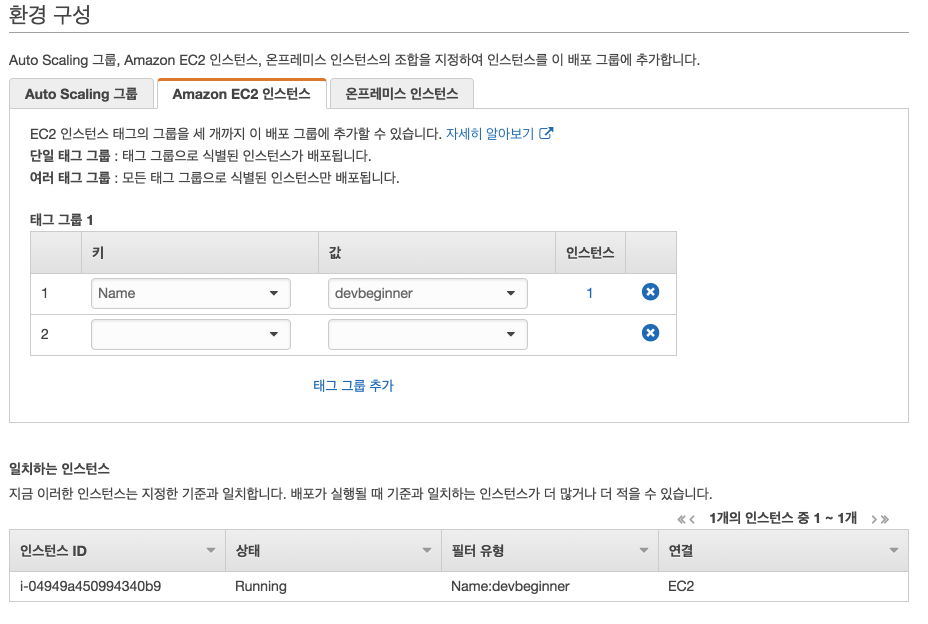 환경 구성
Auto Scaling 그룹, Amazon EC2 인스턴스, 온프레미스 인스턴스의 조합을 지정하여 인스턴스를 이 배포 그룹에 추가합니다.
Auto Scaling 그룹 Amazon EC2 인스턴스 온프레미스 인스턴스
EC2 인스턴스 태그의 그룹을 세 개까지 이 배포 그룹에 추가할 수 있습니다. 자세히 알아보기
단일 태그 그룹 : 태그 그룹으로 식별된 인스턴스가 배포됩니다.
여러 태그 그룹 : 모든 태그 그룹으로 식별된 인스턴스만 배포됩니다.
태그 그룹 1
키 값 인스턴스
1 Name devbeginner 1
2
태그 그룹 추가
일치하는 인스턴스
지금 이러한 인스턴스는 지정한 기준과 일치합니다. 배포가 실행될 때 기준과 일치하는 인스턴스가 더 많거나 더 적을 수 있습니다.
1개의 인스턴스 중 1 ~ 1개
인스턴스 ID 상태 필터 유형 연결
i-04949a450994340b9 Running Name:devbeginner EC2